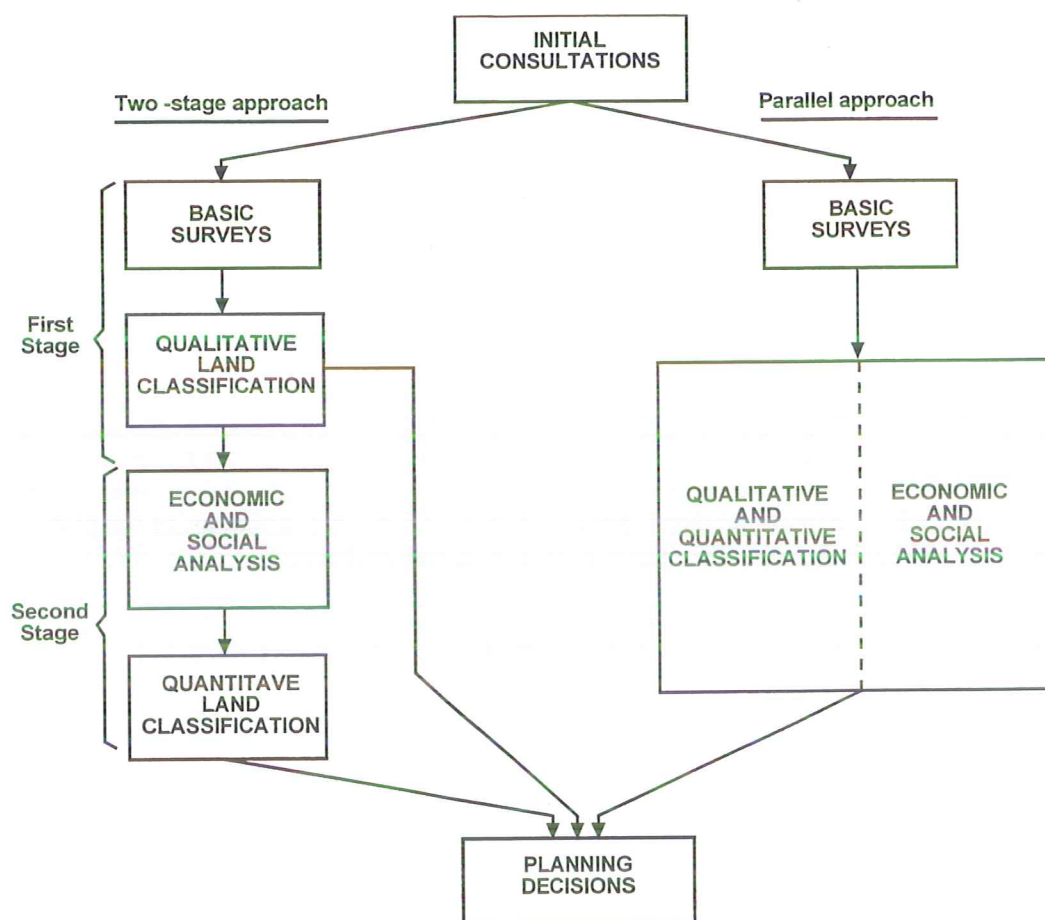 INITIAL
CONSULTATIONS
Two -stage approach
Parallel approach
BASIC
SURVEYS
BASIC
SURVEYS
First
Stage
QUALITATIVE
LAND
CLASSIFICATION
ECONOMIC
AND
SOCIAL
ANALYSIS
QUALITATIVE
AND
QUANTITATIVE
CLASSIFICATION
ECONOMIC
AND
SOCIAL
ANALYSIS
Second
Stage
QUANTITAVE
LAND
CLASSIFICATION
PLANNING
DECISIONS